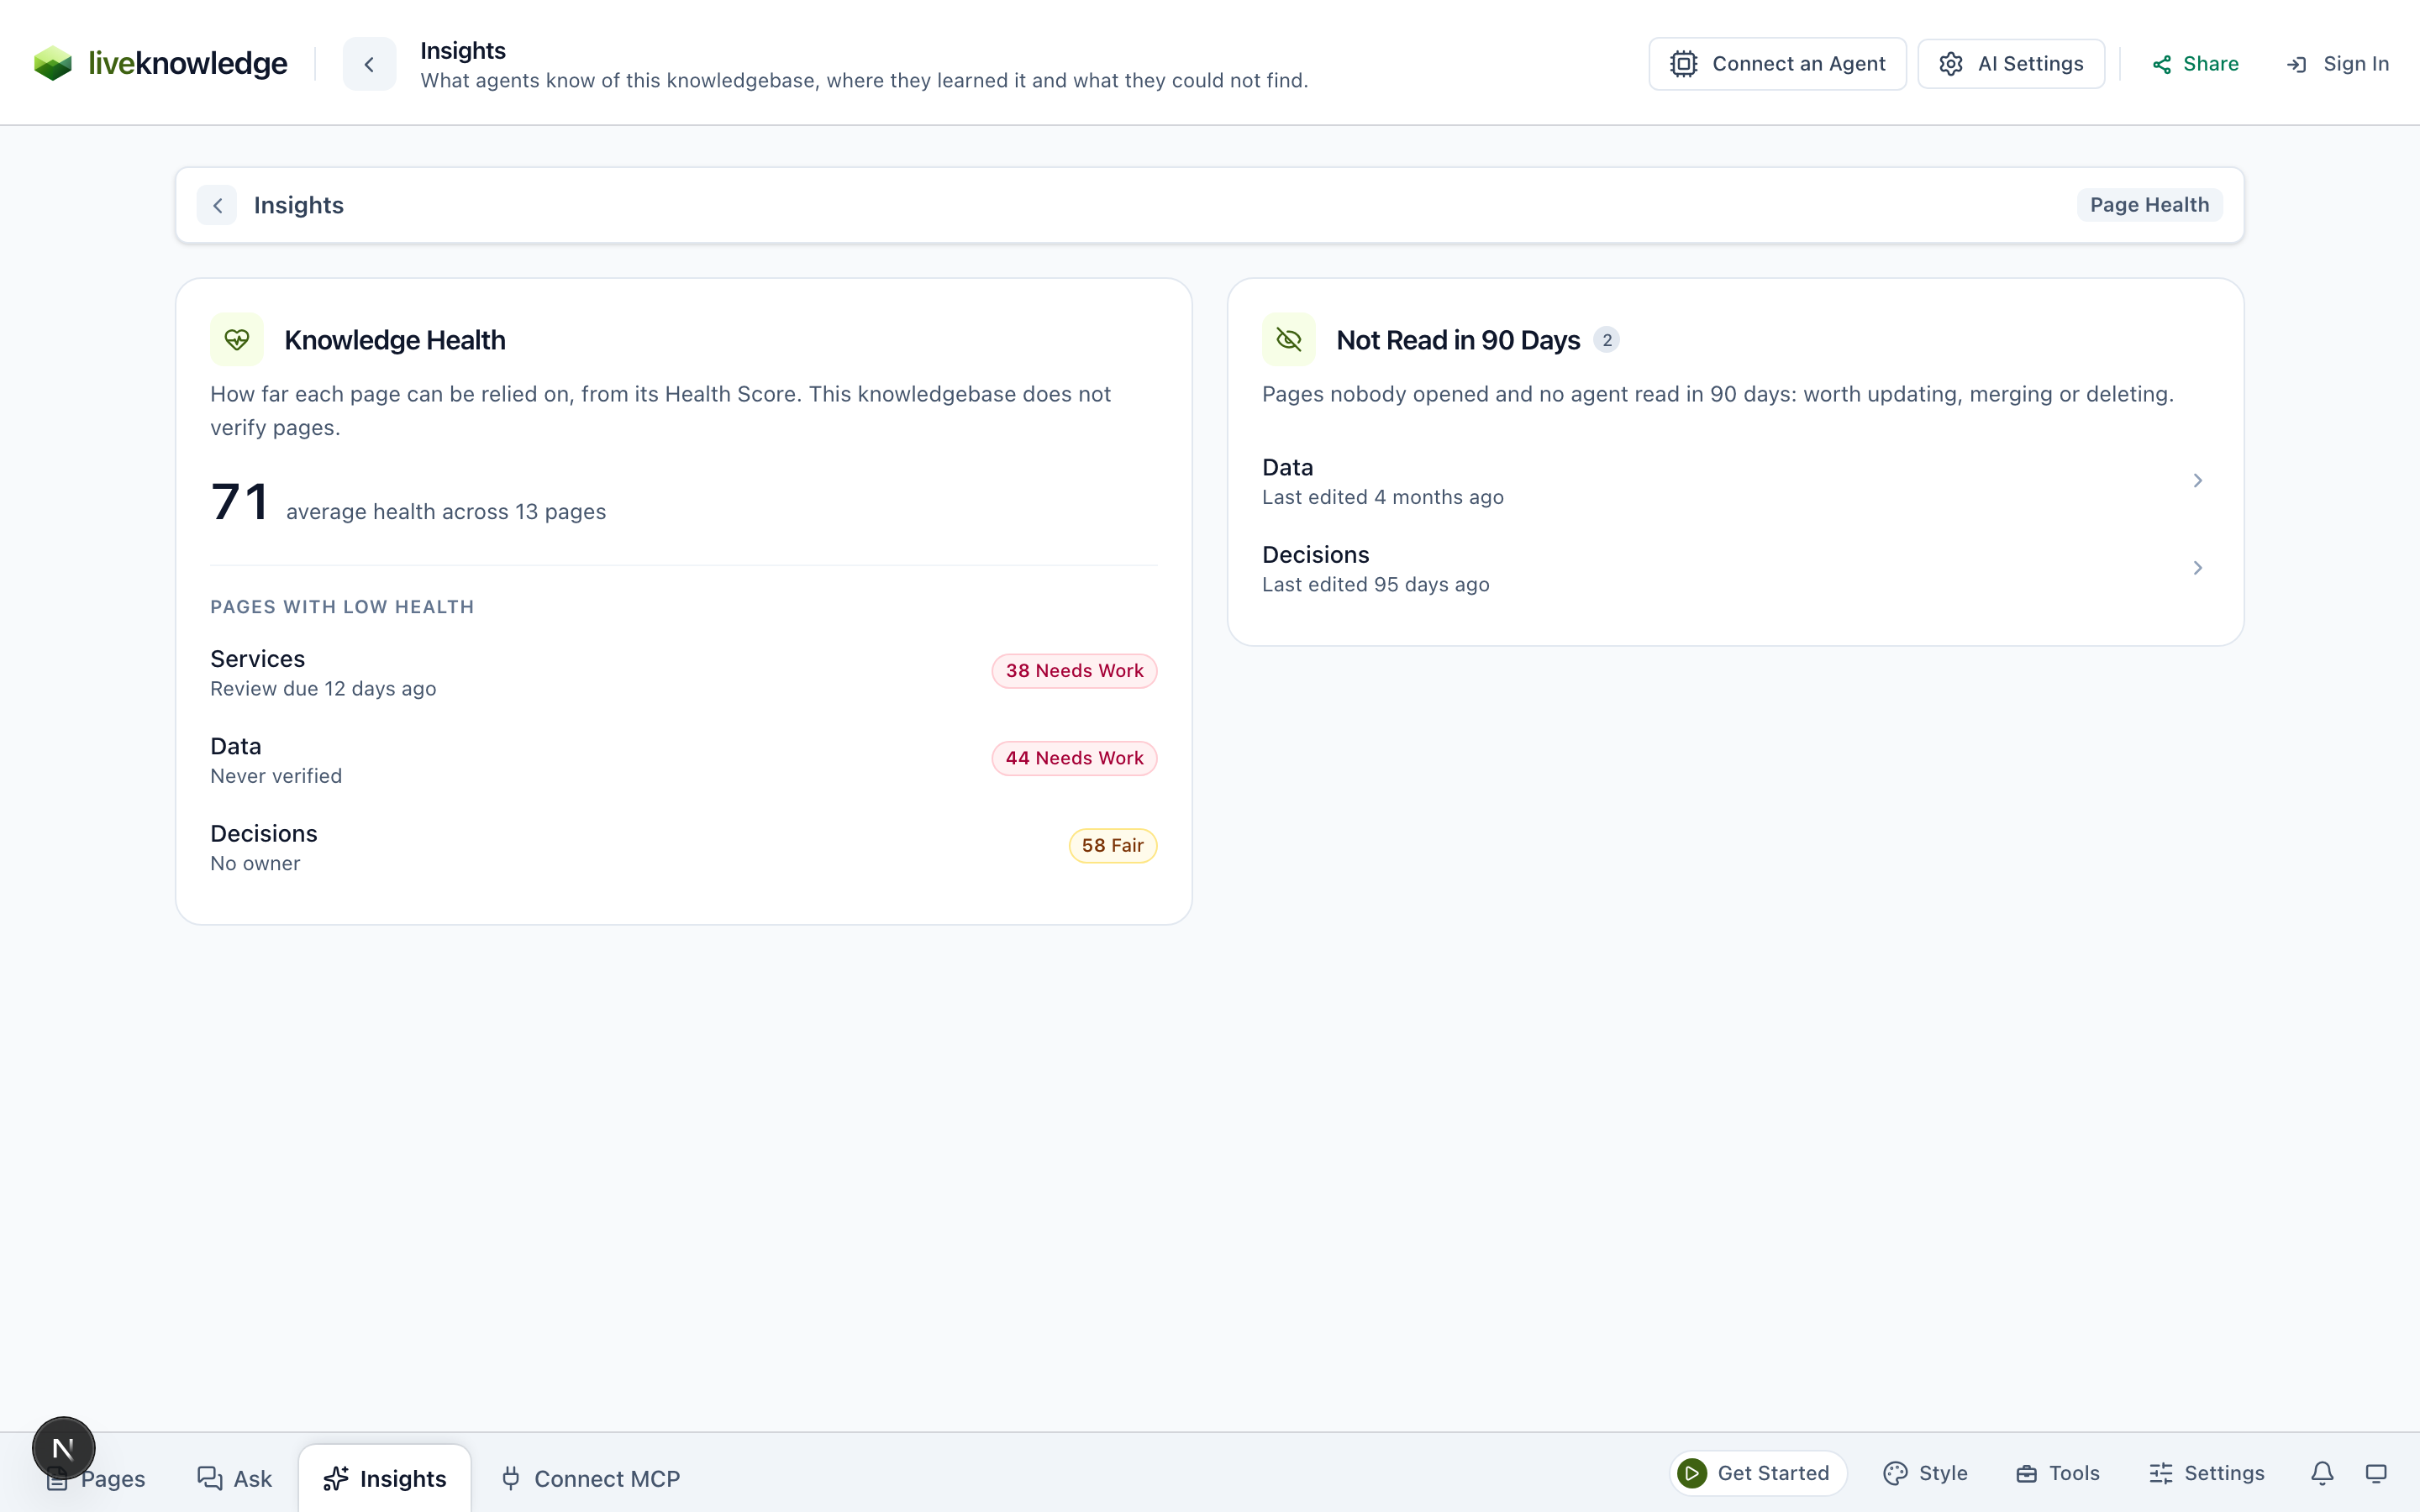 liveknowledge
Insights
What agents know of this knowledgebase, where they learned it and what they could not find.
Connect an Agent
AI Settings
Share
Sign In
Insights
Page Health
Knowledge Health
How far each page can be relied on, from its Health Score. This knowledgebase does not
verify pages.
71 average health across 13 pages
PAGES WITH LOW HEALTH
Services
Review due 12 days ago
38 Needs Work
Data
Never verified
44 Needs Work
Decisions
No owner
58 Fair
Not Read in 90 Days 2
Pages nobody opened and no agent read in 90 days: worth updating, merging or deleting.
Data
Last edited 4 months ago
Decisions
Last edited 95 days ago
N
Pages
Ask
Insights
Connect MCP
Get Started
Style
Tools
Settings